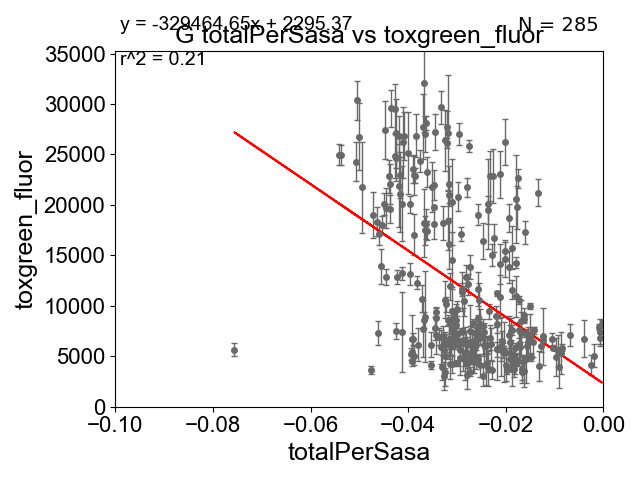 y = -329464.65x + 2295.37
N = 285
G totalPerSasa vs toxgreen_fluor
r^2 = 0.21
35000
30000
25000
20000
15000
10000
5000
0
toxgreen_fluor
−0.10
−0.08
−0.06
−0.04
−0.02
0.00
totalPerSasa